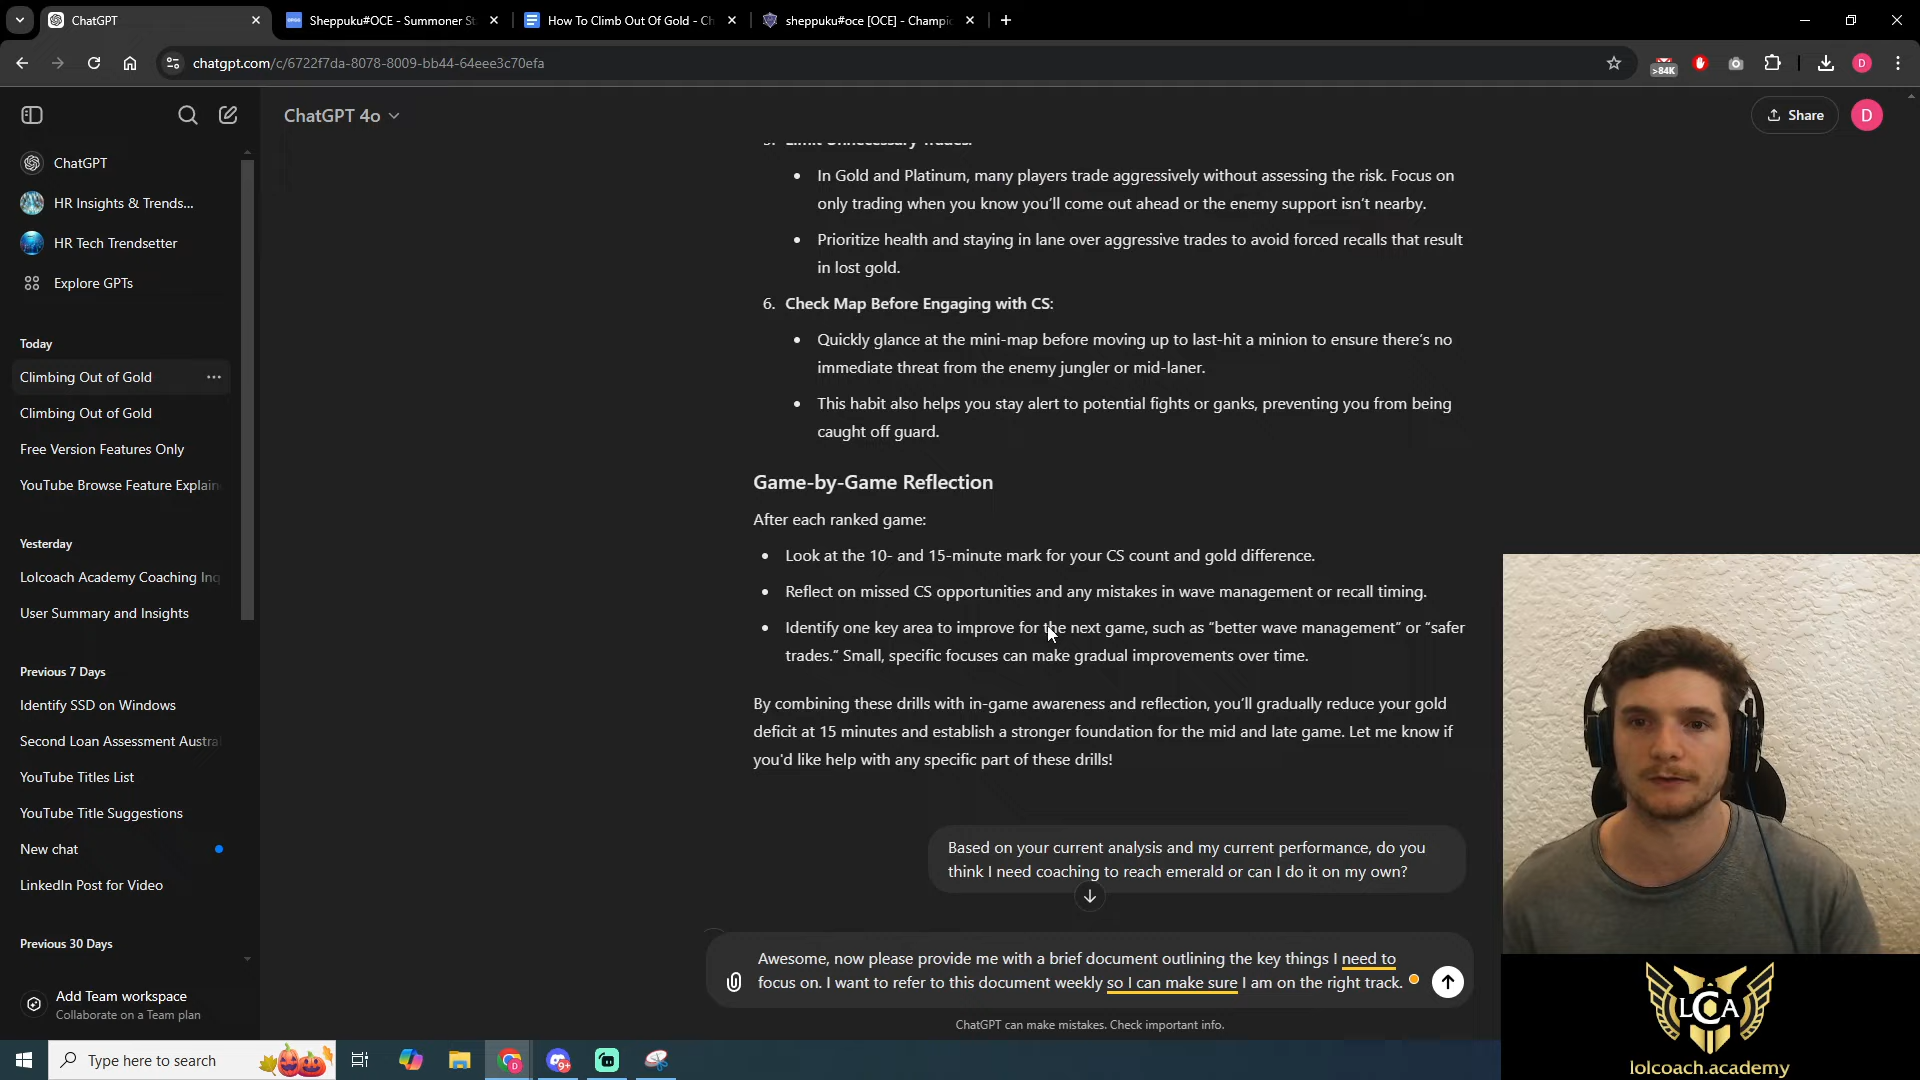 ChatGPT
Sheppuku#OCE - Summoner St
How To Climb Out Of Gold - Ch
sheppuku#oce [OCE] - Champio
chatgpt.com/c/6722f7da-8078-8009-bb44-64eee3c70efa
>84K
D
ChatGPT 4o
Share
D
ChatGPT
HR Insights & Trends...
HR Tech Trendsetter
Explore GPTs
Today
Climbing Out of Gold
Climbing Out of Gold
Free Version Features Only
YouTube Browse Feature Explain
Yesterday
Lolcoach Academy Coaching Inq
User Summary and Insights
Previous 7 Days
Identify SSD on Windows
Second Loan Assessment Austra
YouTube Titles List
YouTube Title Suggestions
New chat
LinkedIn Post for Video
Previous 30 Days
Add Team workspace
Collaborate on a Team plan
5. Limit Unnecessary Trades:
In Gold and Platinum, many players trade aggressively without assessing the risk. Focus on
only trading when you know you'll come out ahead or the enemy support isn't nearby.
Prioritize health and staying in lane over aggressive trades to avoid forced recalls that result
in lost gold.
6. Check Map Before Engaging with CS:
Quickly glance at the mini-map before moving up to last-hit a minion to ensure there's no
immediate threat from the enemy jungler or mid-laner.
This habit also helps you stay alert to potential fights or ganks, preventing you from being
caught off guard.
Game-by-Game Reflection
After each ranked game:
Look at the 10- and 15-minute mark for your CS count and gold difference.
Reflect on missed CS opportunities and any mistakes in wave management or recall timing.
Identify one key area to improve for the next game, such as "better wave management" or "safer
trades." Small, specific focuses can make gradual improvements over time.
By combining these drills with in-game awareness and reflection, you'll gradually reduce your gold
deficit at 15 minutes and establish a stronger foundation for the mid and late game. Let me know if
you'd like help with any specific part of these drills!
Based on your current analysis and my current performance, do you
think I need coaching to reach emerald or can I do it on my own?
Awesome, now please provide me with a brief document outlining the key things I need to
focus on. I want to refer to this document weekly so I can make sure I am on the right track.
ChatGPT can make mistakes. Check important info.
Type here to search
9+
LCA
lolcoach.academy